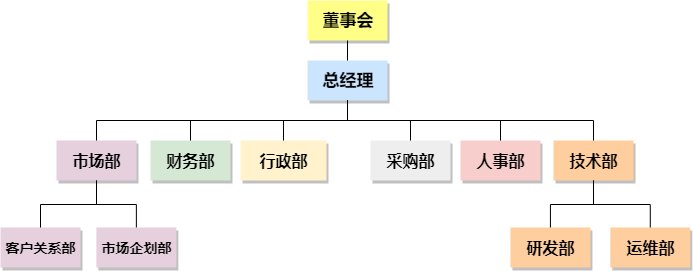 董事会
总经理
市场部
财务部
行政部
采购部
人事部
技术部
客户关系部
市场企划部
研发部
运维部